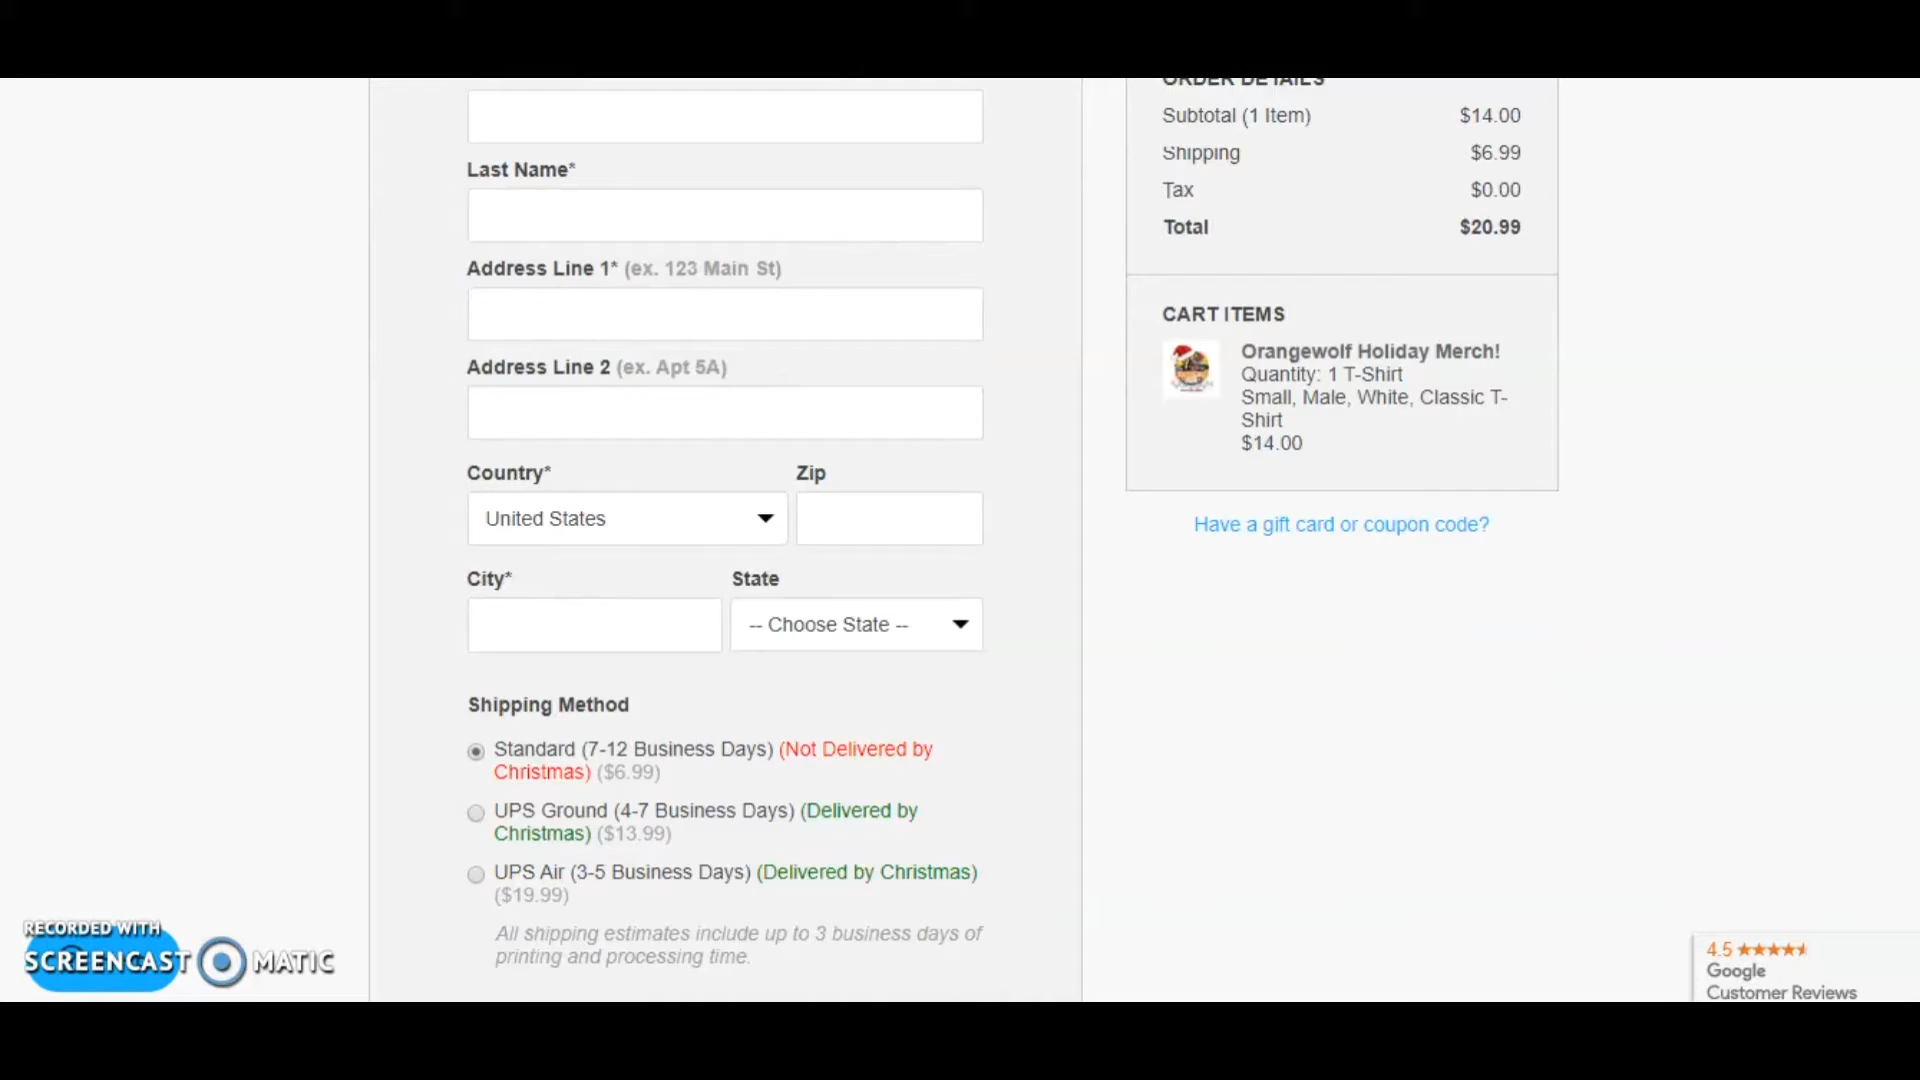 Last Name*
Address Line 1* (ex. 123 Main St)
Address Line 2 (ex. Apt 5A)
Country*
Zip
United States
City*
State
-- Choose State --
Shipping Method
Standard (7-12 Business Days) (Not Delivered by
Christmas) ($6.99)
UPS Ground (4-7 Business Days) (Delivered by
Christmas) ($13.99)
UPS Air (3-5 Business Days) (Delivered by Christmas)
($19.99)
All shipping estimates include up to 3 business days of
printing and processing time.
ORDER DETAILS
Subtotal (1 Item) $14.00
Shipping $6.99
Tax $0.00
Total $20.99
CART ITEMS
Orangewolf Holiday Merch!
Quantity: 1 T-Shirt
Small, Male, White, Classic T-
Shirt
$14.00
Have a gift card or coupon code?
RECORDED WITH
SCREENCAST MATIC
4.5
Google
Customer Reviews